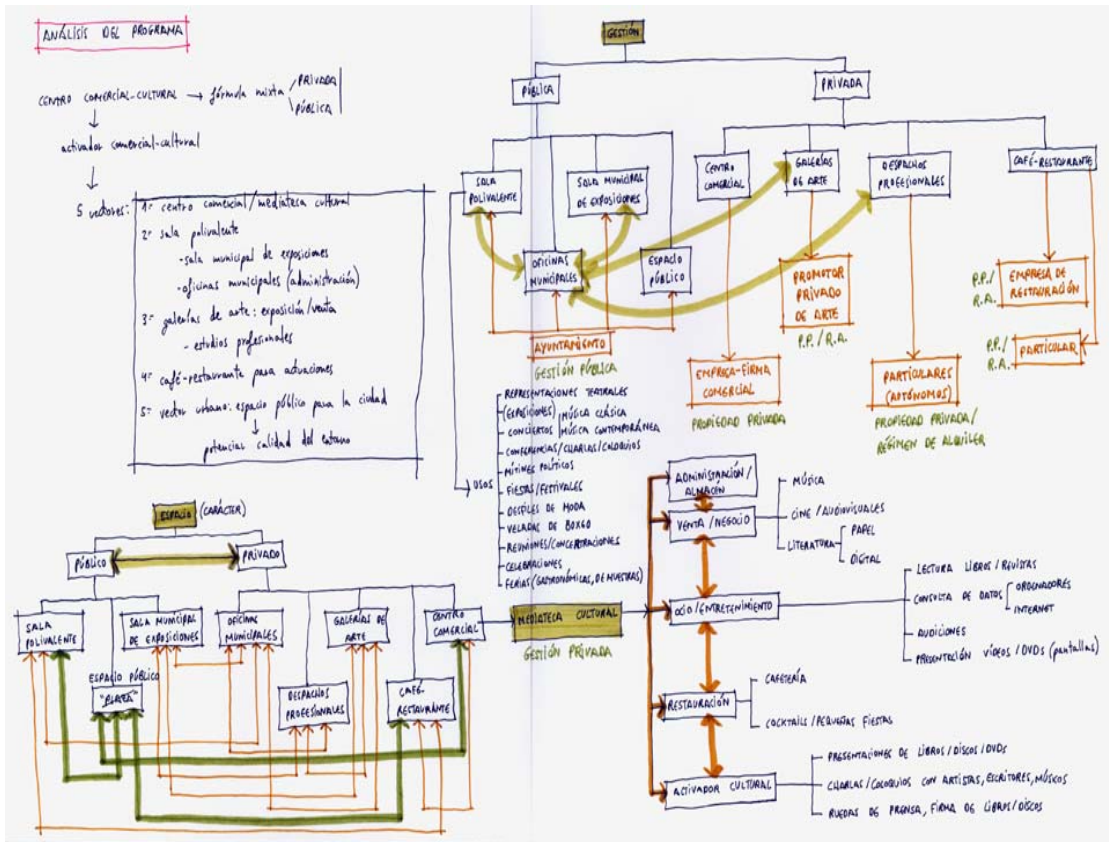 ANÁLISIS DEL PROGRAMA
CENTRO COMERCIAL-CULTURAL → fórmula mixta / PRIVADA
\ PÚBLICA
activador comercial-cultural
5 vectores:
1= centro comercial/mediateca cultural
2= sala polivalente
-sala municipal de exposiciones
-oficinas municipales (administración)
3= galerías de arte: exposición/venta
- estudios profesionales
4= café-restaurante para actuaciones
5= vector urbano: espacio público para la ciudad
potenciar calidad del entorno
GESTIÓN
PÚBLICA
PRIVADA
SALA
POLIVALENTE
SALA MUNICIPAL
DE EXPOSICIONES
OFICINAS
MUNICIPALES
ESPACIO
PÚBLICO
CENTRO
COMERCIAL
GALERÍAS
DE ARTE
DESPACHOS
PROFESIONALES
CAFÉ-RESTAURANTE
AYUNTAMIENTO
GESTIÓN PÚBLICA
EMPRESA-FIRMA
COMERCIAL
PROPIEDAD PRIVADA
PROMOTOR
PRIVADO
DE ARTE
P.P./R.A.
PARTICULARES
(AUTÓNOMOS)
PROPIEDAD PRIVADA/
RÉGIMEN DE ALQUILER
P.P./
R.A.
EMPRESA DE
RESTAURACIÓN
P.P./
R.A.
PARTICULAR
USOS
REPRESENTACIONES TEATRALES
(EXPOSICIONES)
CONCIERTOS
MÚSICA CLÁSICA
MÚSICA CONTEMPORÁNEA
CONFERENCIAS/CHARLAS/COLOQUIOS
MÍTINES POLÍTICOS
FIESTAS/FESTIVALES
DESFILES DE MODA
VELADAS DE BOXEO
REUNIONES/CONCENTRACIONES
CELEBRACIONES
FERIAS (GASTRONÓMICAS, DE MUESTRAS)
ESPACIO (CARÁCTER)
PÚBLICO
PRIVADO
SALA
POLIVALENTE
SALA MUNICIPAL
DE EXPOSICIONES
OFICINAS
MUNICIPALES
GALERÍAS DE
ARTE
CENTRO
COMERCIAL
ESPACIO PÚBLICO
"PLAZA"
DESPACHOS
PROFESIONALES
CAFÉ-
RESTAURANTE
MEDIATECA CULTURAL
GESTIÓN PRIVADA
ADMINISTRACIÓN/
ALMACÉN
VENTA/NEGOCIO
MÚSICA
CINE/AUDIOVISUALES
LITERATURA
PAPEL
DIGITAL
OCIO/ENTRETENIMIENTO
LECTURA LIBROS/REVISTAS
CONSULTA DE DATOS
ORDENADORES
INTERNET
AUDICIONES
PRESENTACIÓN VÍDEOS/DVDs (pantallas)
RESTAURACIÓN
CAFETERÍA
COCKTAILS/PEQUEÑAS FIESTAS
ACTIVADOR CULTURAL
PRESENTACIONES DE LIBROS/DISCOS/DVDs
CHARLAS/COLOQUIOS CON ARTISTAS, ESCRITORES, MÚSICOS
RUEDAS DE PRENSA, FIRMA DE LIBROS/DISCOS